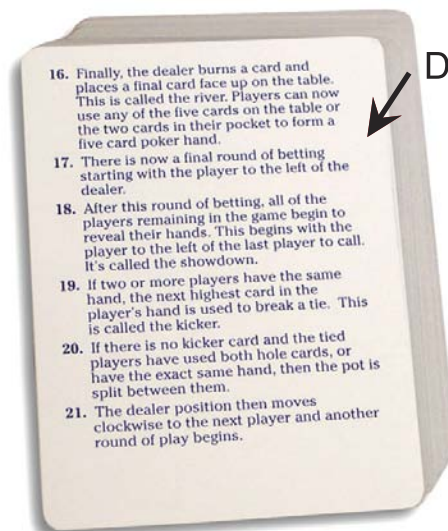 16. Finally, the dealer burns a card and
places a final card face up on the table.
This is called the river. Players can now
use any of the five cards on the table or
the two cards in their pocket to form a
five card poker hand.
17. There is now a final round of betting
starting with the player to the left of the
dealer.
18. After this round of betting, all of the
players remaining in the game begin to
reveal their hands. This begins with the
player to the left of the last player to call.
It's called the showdown.
19. If two or more players have the same
hand, the next highest card in the
player's hand is used to break a tie. This
is called the kicker.
20. If there is no kicker card and the tied
players have used both hole cards, or
have the exact same hand, then the pot is
split between them.
21. The dealer position then moves
clockwise to the next player and another
round of play begins.
D